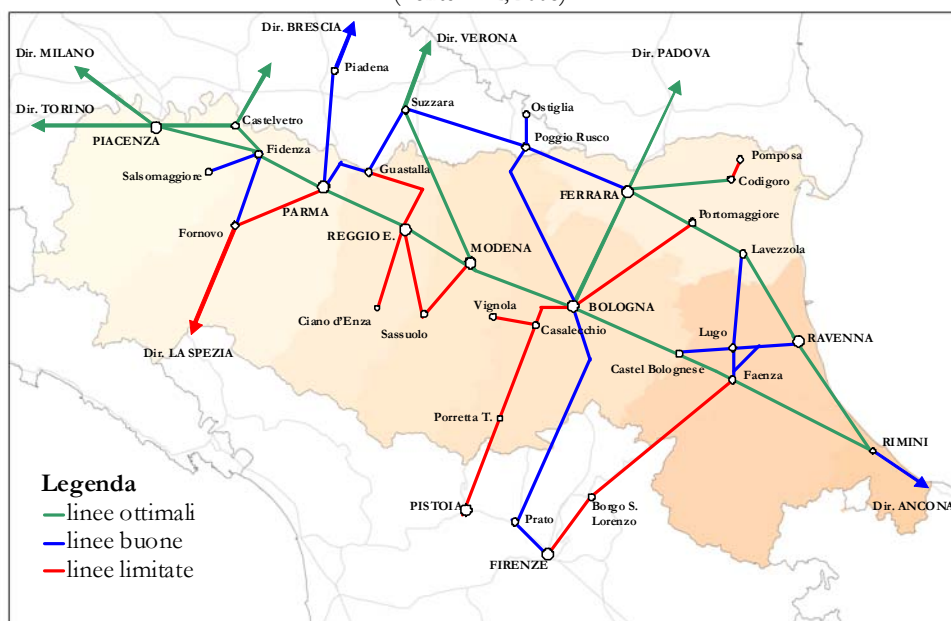 Dir. BRESCIA
Dir. VERONA
Dir. MILANO
Dir. PADOVA
Piadena
Dir. TORINO
Suzzara
Ostiglia
Castelvetro
PIACENZA
Poggio Rusco
Fidenza
Pomposa
Salsomaggiore
Guastalla
Codigoro
FERRARA
PARMA
Portomaggiore
Fornovo
REGGIO E.
MODENA
Lavezzola
Vignola
BOLOGNA
Ciano d'Enza
Sassuolo
Casalecchio
Lugo
RAVENNA
Dir. LA SPEZIA
Castel Bolognese
Faenza
Porretta T.
RIMINI
Legenda
linee ottimali
linee buone
linee limitate
PISTOIA
Prato
Borgo S.
Lorenzo
Dir. ANCONA
FIRENZE